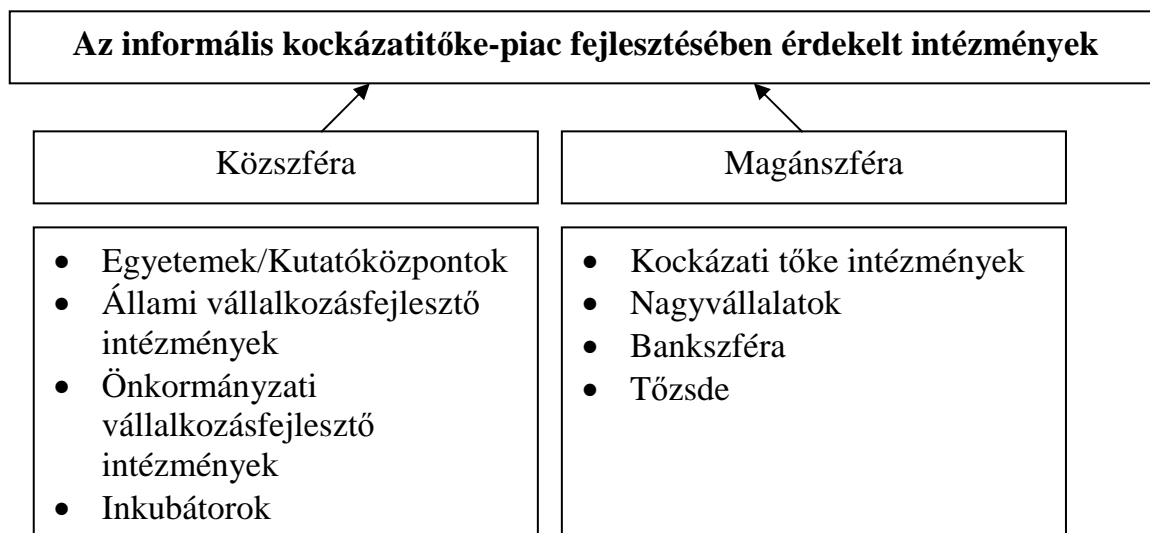 Az informális kockázatitőke-piac fejlesztésében érdekelt intézmények
Közszféra
Magánszféra
• Egyetemek/Kutatóközpontok
• Állami vállalkozásfejlesztő
intézmények
• Önkormányzati
vállalkozásfejlesztő
intézmények
• Inkubátorok
• Kockázati tőke intézmények
• Nagyvállalatok
• Bankszféra
• Tőzsde